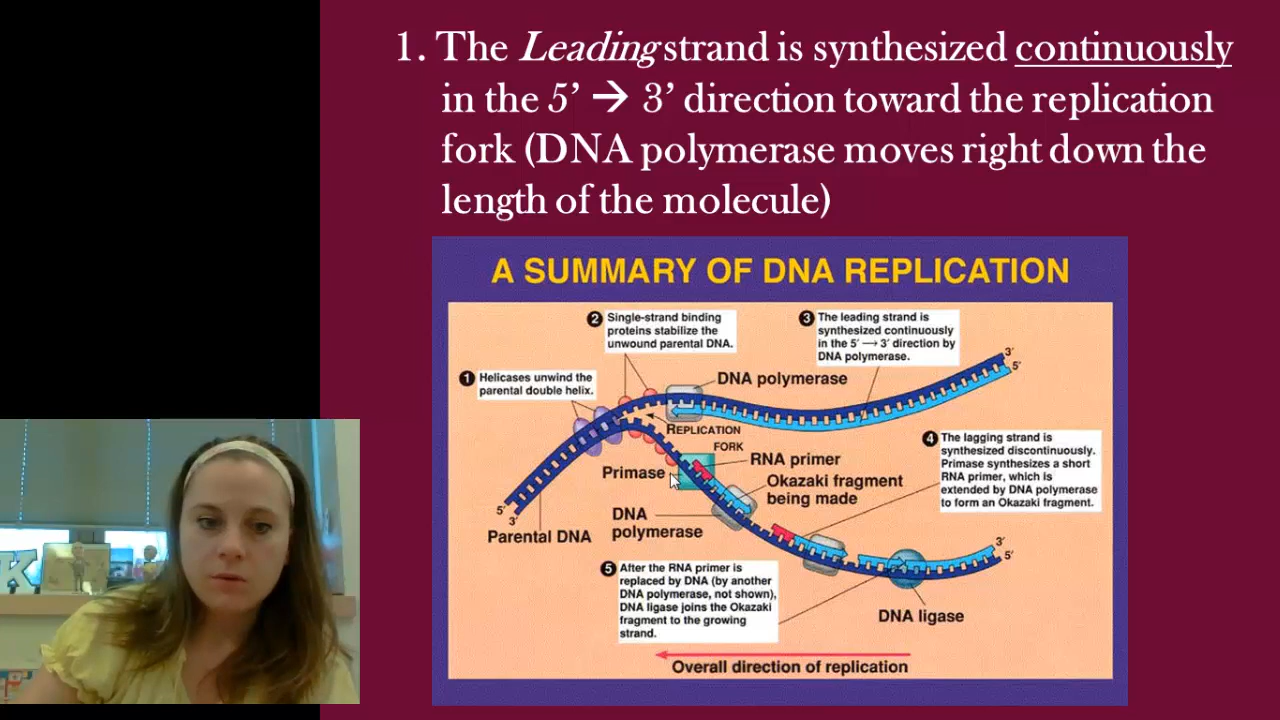 1. The Leading strand is synthesized continuously
in the 5’ → 3’ direction toward the replication
fork (DNA polymerase moves right down the
length of the molecule)
A SUMMARY OF DNA REPLICATION
2 Single-strand binding
proteins stabilize the
unwound parental DNA.
3 The leading strand is
synthesized continuously
in the 5′ → 3′ direction by
DNA polymerase.
1 Helicases unwind the
parental double helix.
DNA polymerase
3′
5′
REPLICATION
FORK
4 The lagging strand is
synthesized discontinuously.
Primase synthesizes a short
RNA primer, which is
extended by DNA polymerase
to form an Okazaki fragment.
Primase
RNA primer
Okazaki fragment
being made
5′
3′
Parental DNA
DNA
polymerase
3′
5′
5 After the RNA primer is
replaced by DNA (by another
DNA polymerase, not shown),
DNA ligase joins the Okazaki
fragment to the growing
strand.
DNA ligase
Overall direction of replication
K